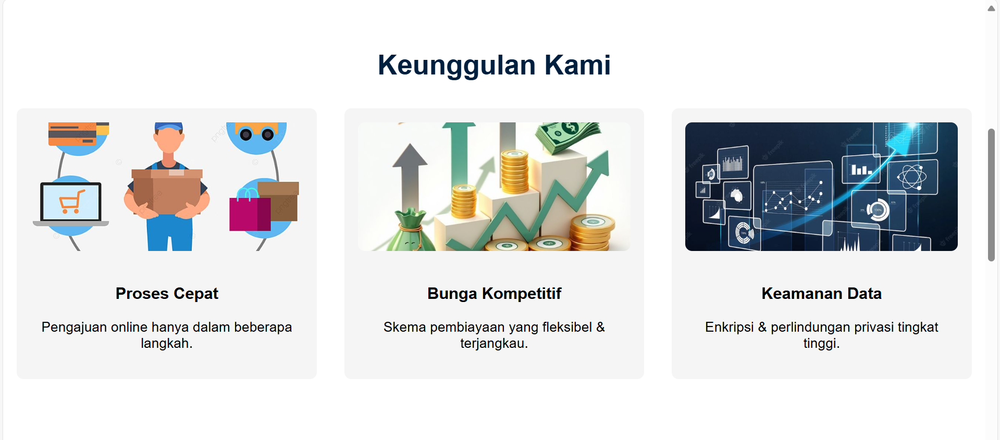 Keunggulan Kami
Proses Cepat
Pengajuan online hanya dalam beberapa
langkah.
Bunga Kompetitif
Skema pembiayaan yang fleksibel &
terjangkau.
Keamanan Data
Enkripsi & perlindungan privasi tingkat
tinggi.